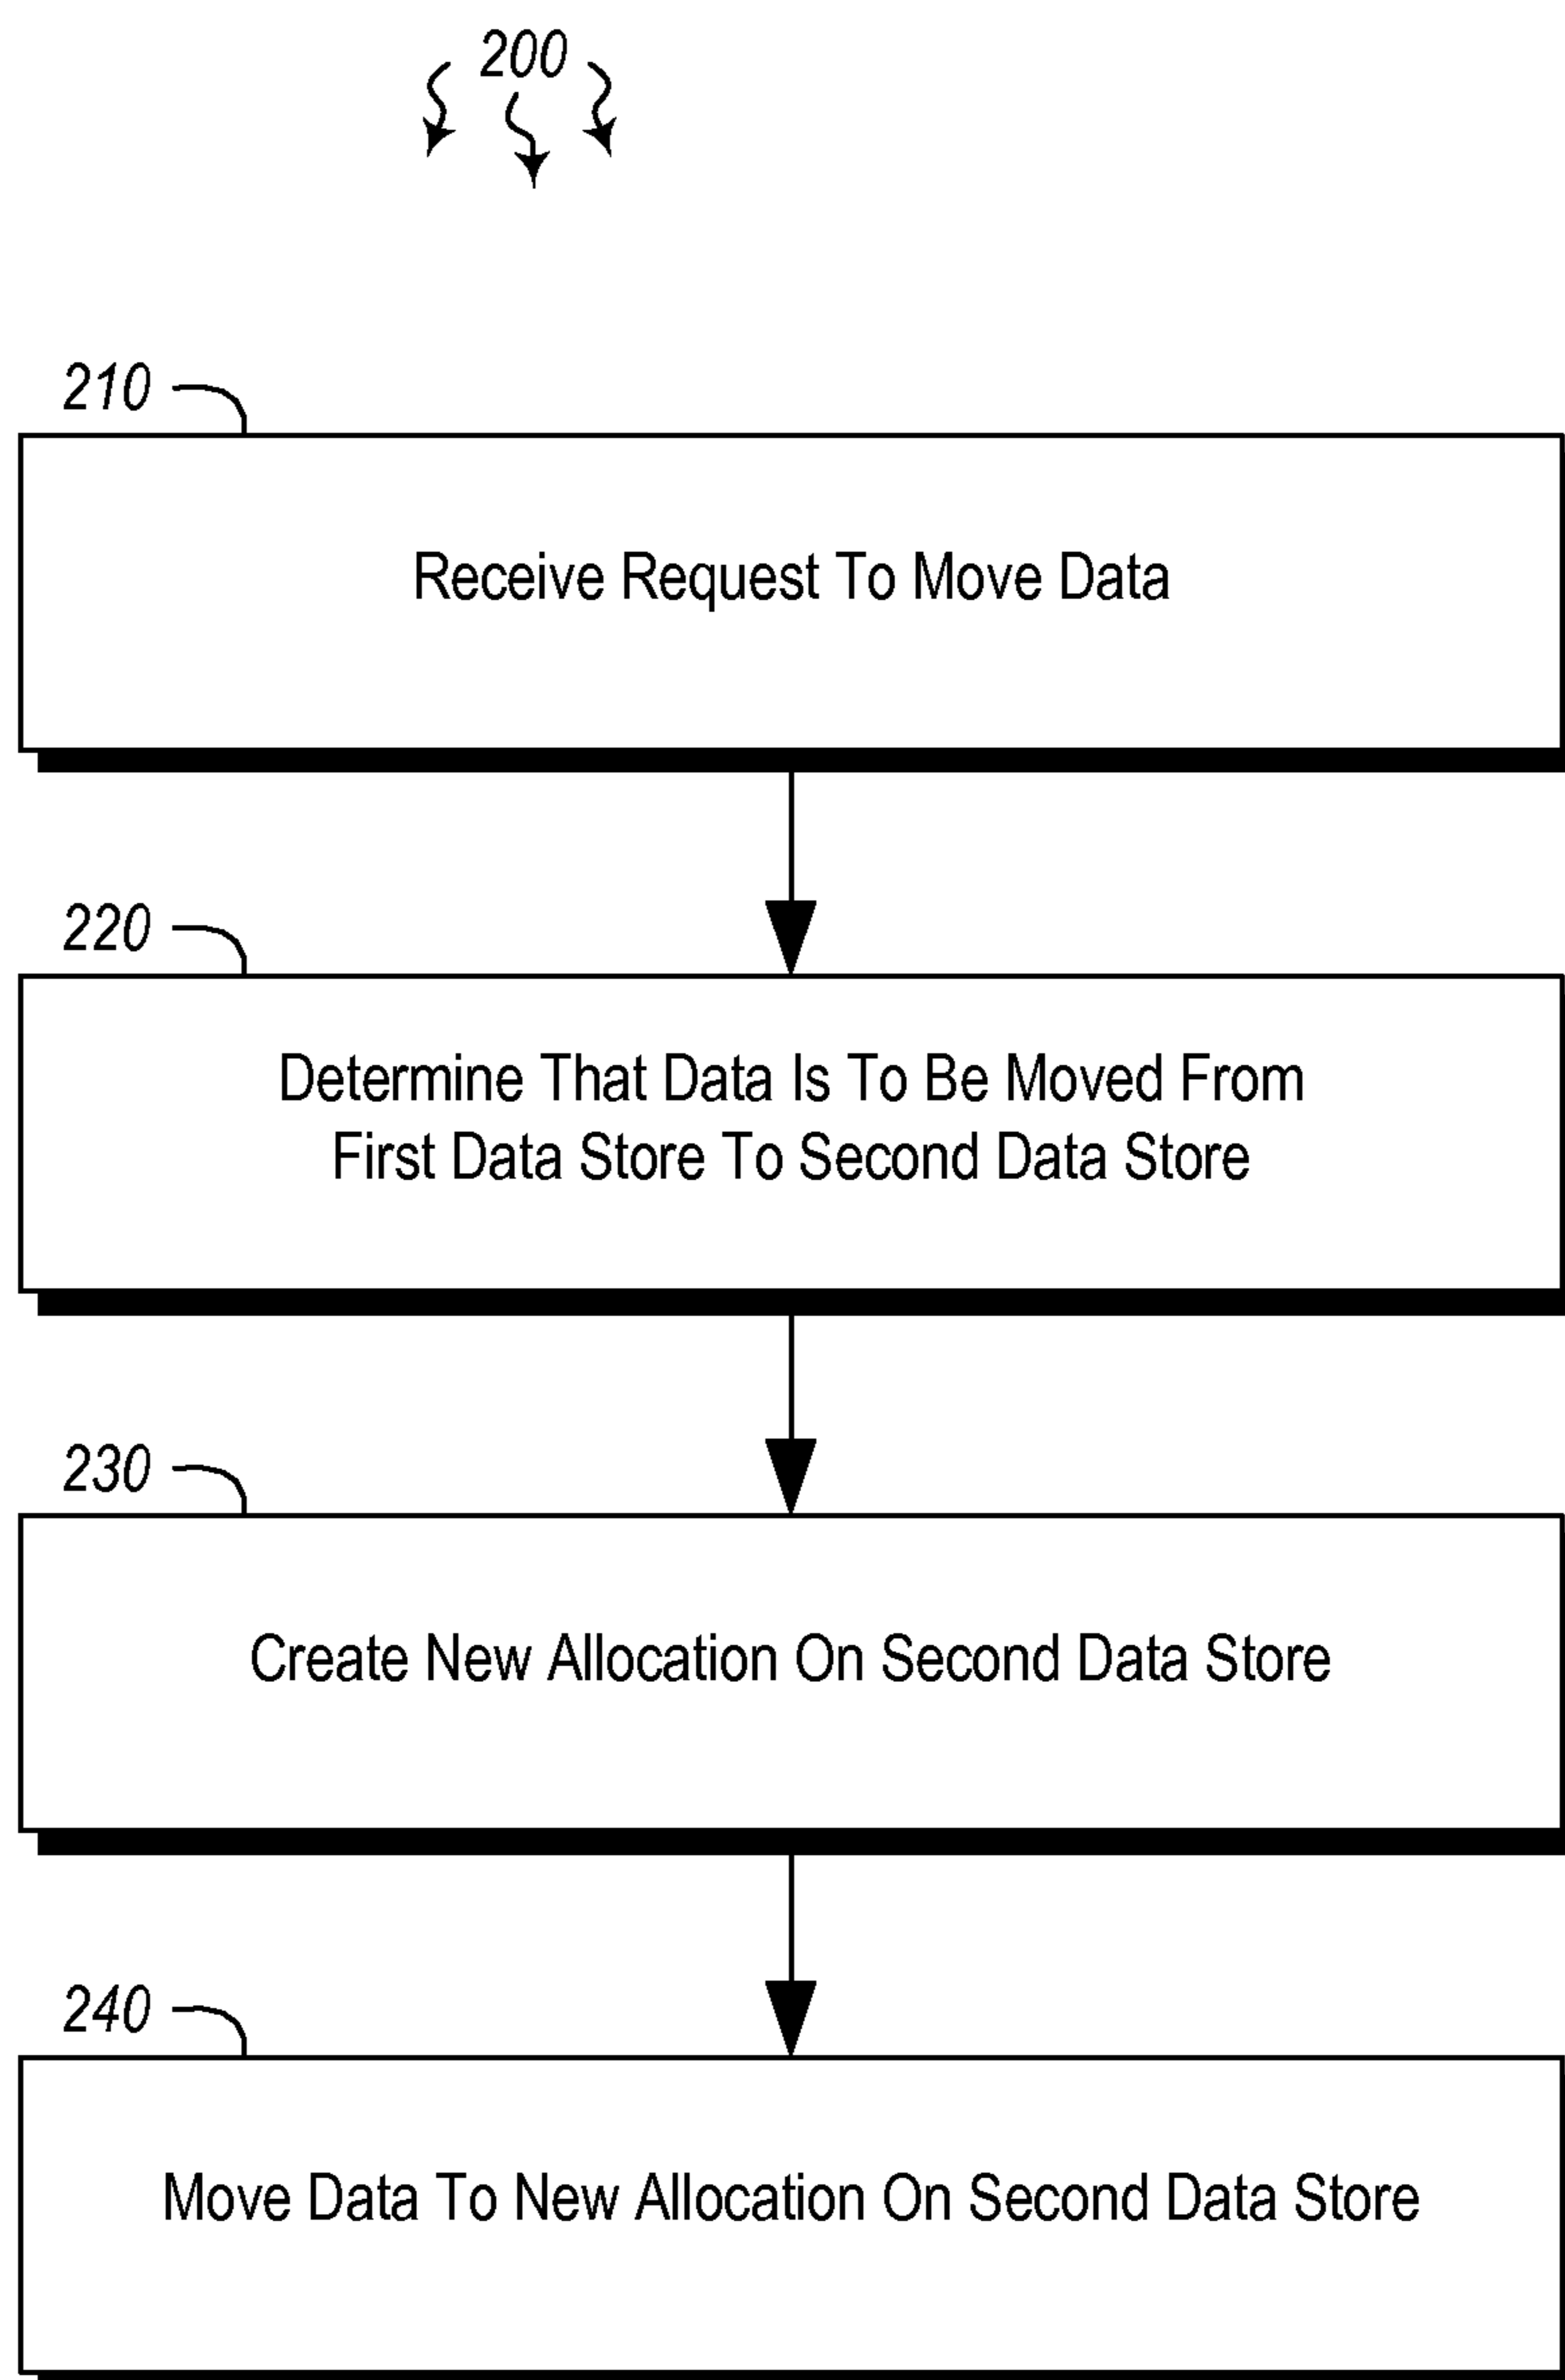 200
210
Receive Request To Move Data
220
Determine That Data Is To Be Moved From
First Data Store To Second Data Store
230
Create New Allocation On Second Data Store
240
Move Data To New Allocation On Second Data Store